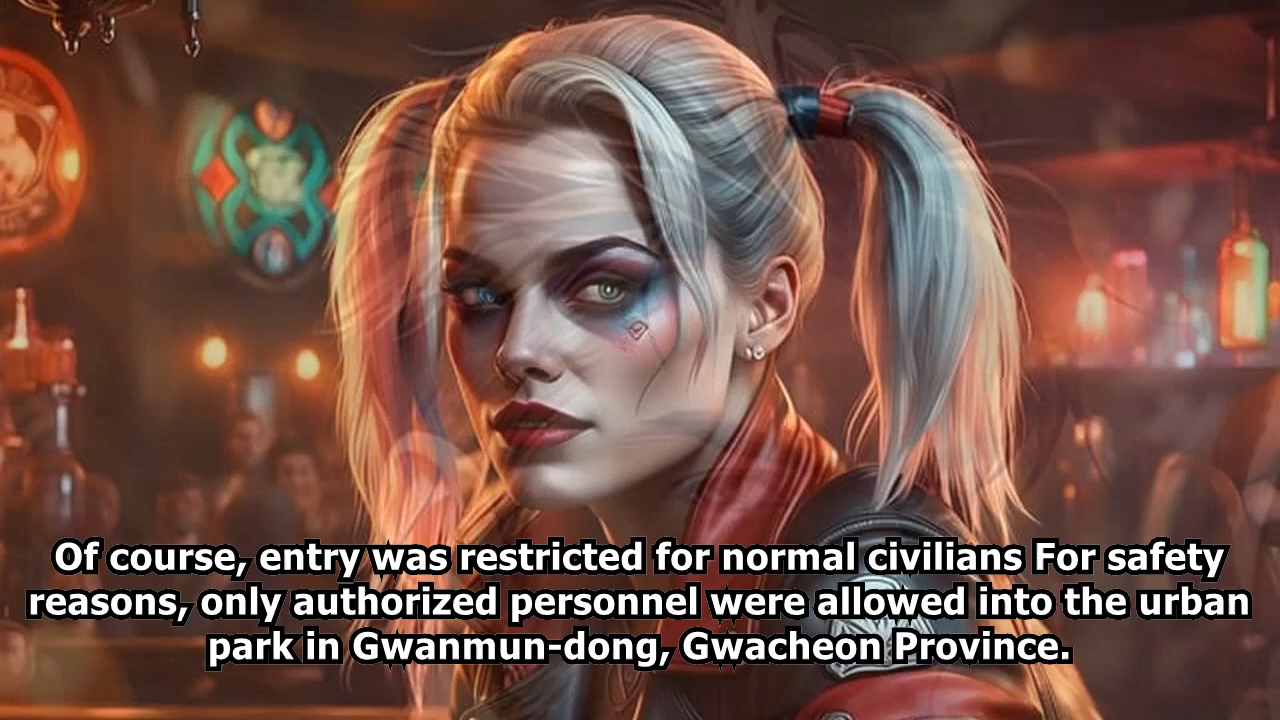 Of course, entry was restricted for normal civilians For safety
reasons, only authorized personnel were allowed into the urban
park in Gwanmun-dong, Gwacheon Province.